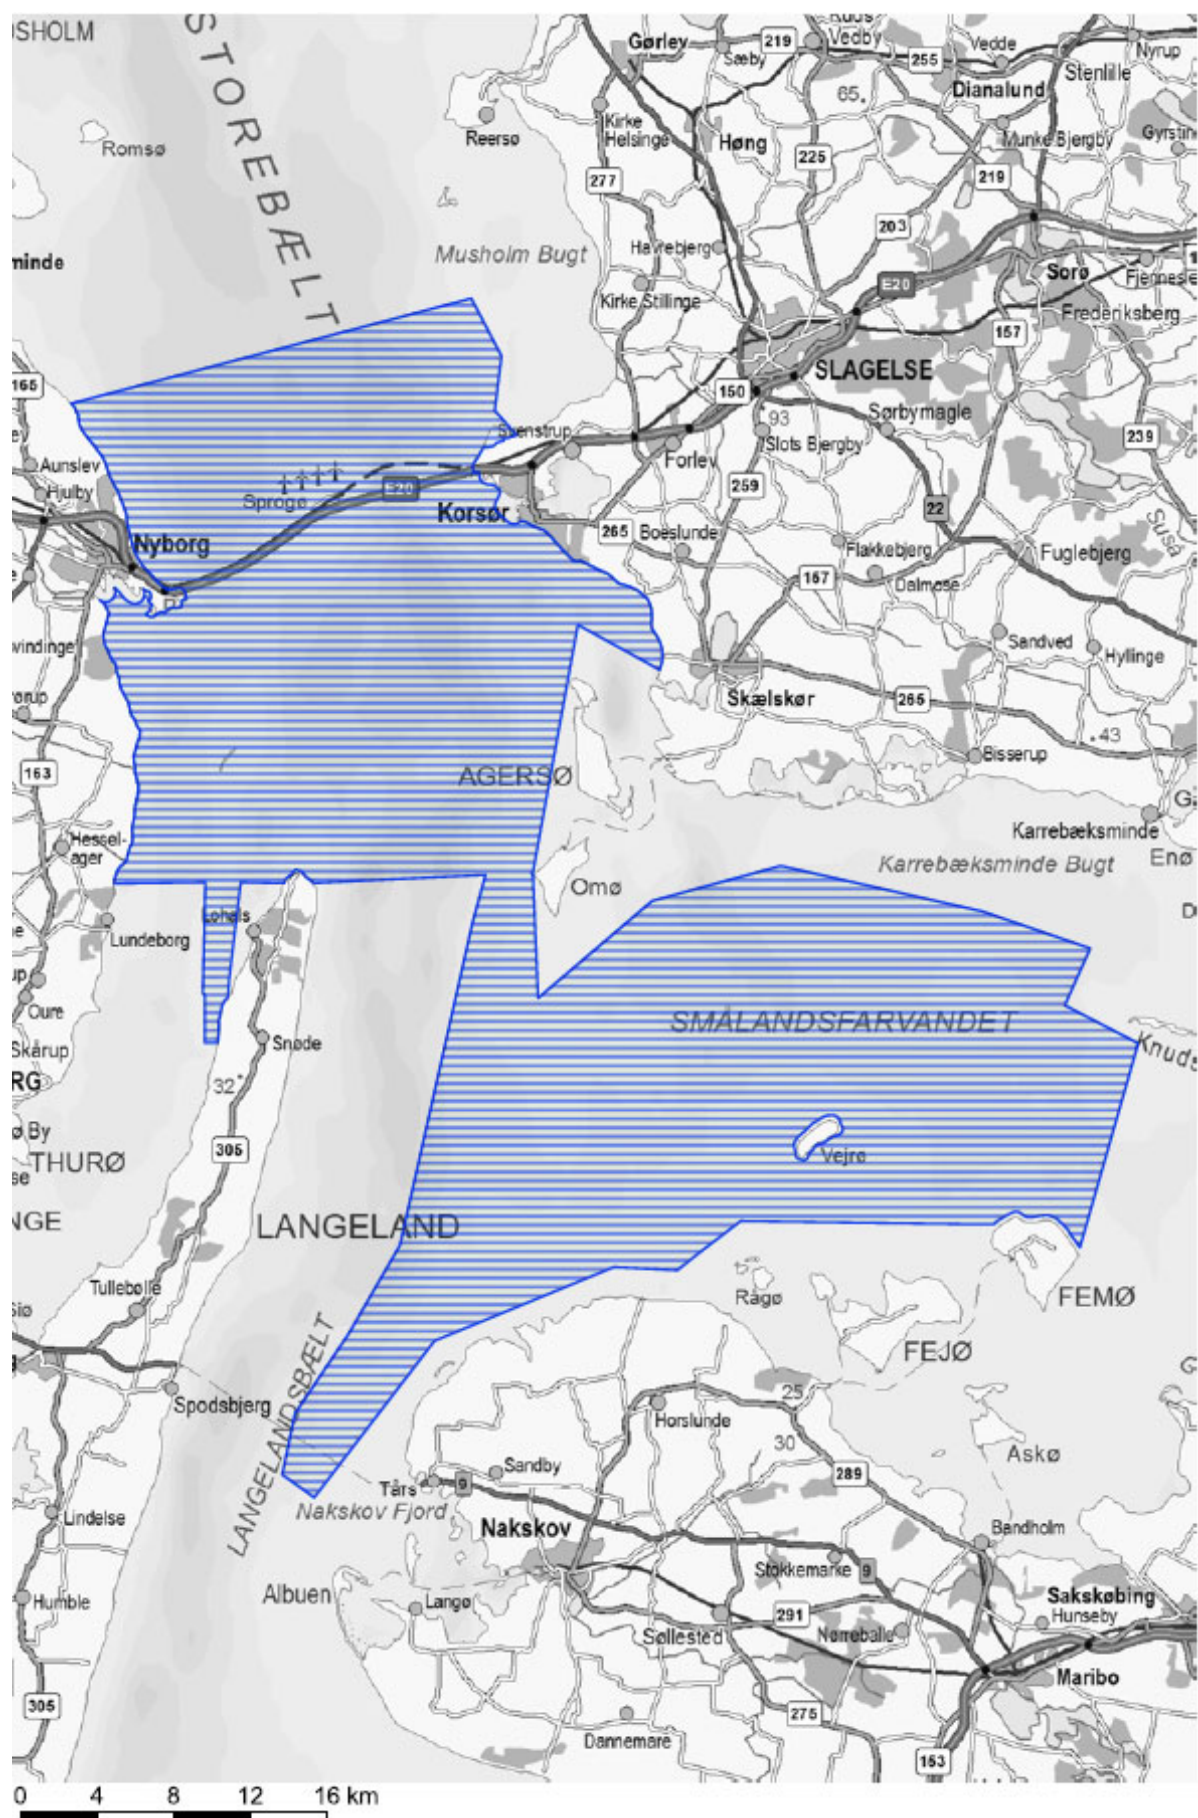 STOREBÆLT
Gørlev
219
Vedby
255
Vedde
Nyrup
Sæby
Stenlille
Dianalund
65
Romsø
Reersø
Kirke
Helsinge
Høng
Munke Bjergby
225
277
219
203
Musholm Bugt
Havrebjerg
E20
Sorø
Kirke Stillinge
Frederiksberg
157
165
150
SLAGELSE
93
Sørbymagle
239
Slots Bjergby
Forlev
Aunslev
Hjulby
Sprogø
E20
Korsør
259
22
Nyborg
265
Boeslunde
Flakkebjerg
Fuglebjerg
Suså
157
Dalmose
Sandved
Hyllinge
Skælskør
265
43
163
AGERSØ
Bisserup
Karrebæksminde
Hessel-
ager
Omø
Karrebæksminde Bugt
Enø
Lohals
Lundeborg
Oure
SMÅLANDSFARVANDET
Skårup
Snøde
32
305
Vejrø
THURØ
LANGELAND
Tullebølle
Rågø
FEMØ
FEJØ
LANGELANDSBÆLT
Spodsbjerg
25
Horslunde
30
Askø
289
Sandby
Tårs
9
Nakskov Fjord
Lindelse
Nakskov
Bandholm
Stokkemarke
9
Albuen
Humble
Langø
Sakskøbing
Hunseby
291
Søllested
Nørreballe
Maribo
305
275
Dannemare
153
0 4 8 12 16 km